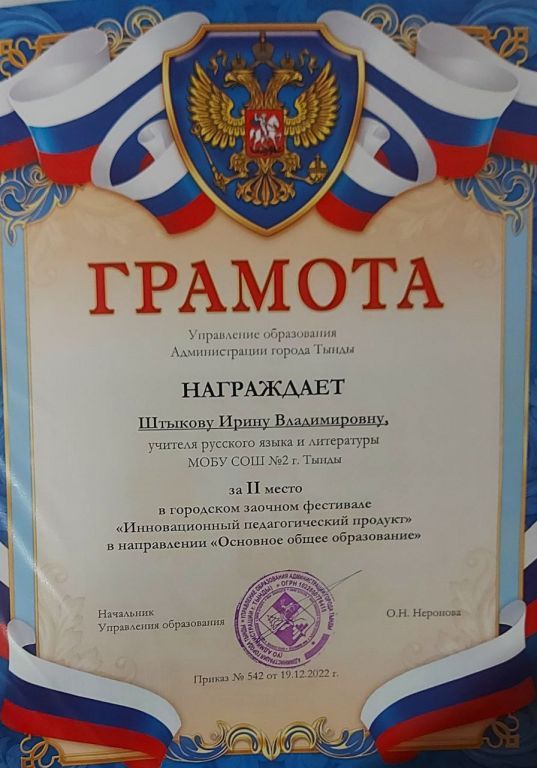 ГРАМОТА
Управление образования
Администрации города Тынды
НАГРАЖДАЕТ
Штыкову Ирину Владимировну,
учителя русского языка и литературы
МОБУ СОШ №2 г. Тынды
за II место
в городском заочном фестивале
«Инновационный педагогический продукт»
в направлении «Основное общее образование»
Начальник
Управления образования
О.Н. Неронова
Приказ № 542 от 19.12.2022 г.